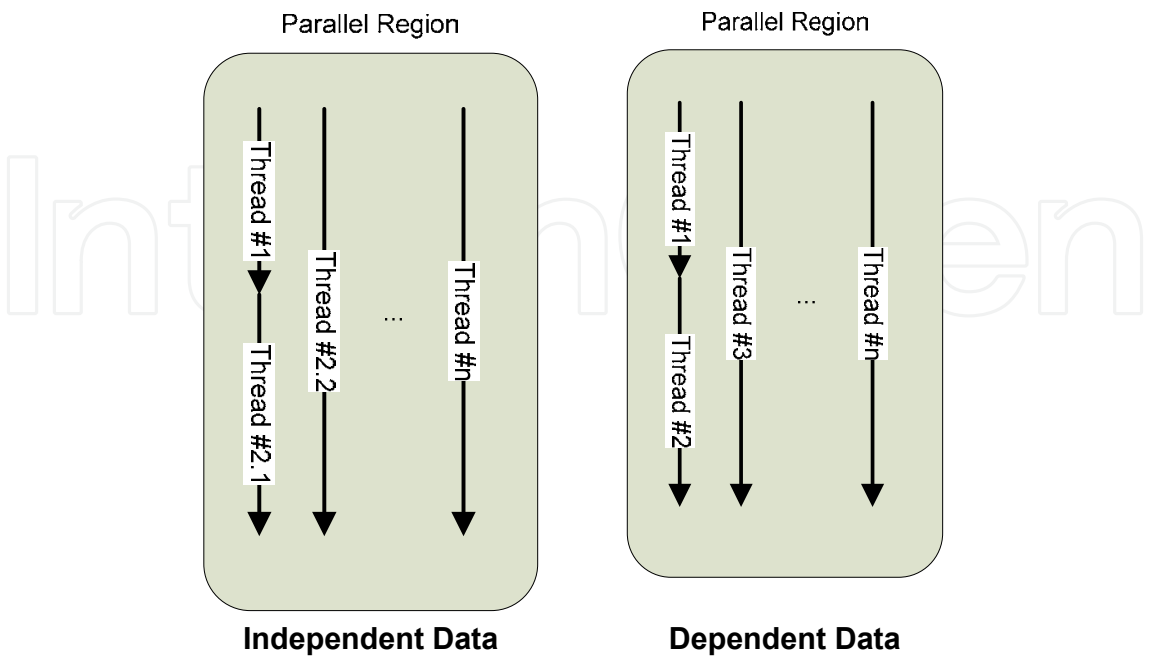 Parallel Region
Thread #1
Thread #2.1
Thread #2.2
...
Thread #n
Independent Data
Parallel Region
Thread #1
Thread #2
Thread #3
...
Thread #n
Dependent Data